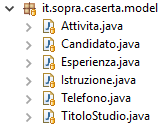 it.sopra.caserta.model
Attivita.java
Candidato.java
Esperienza.java
Istruzione.java
Telefono.java
TitoloStudio.java